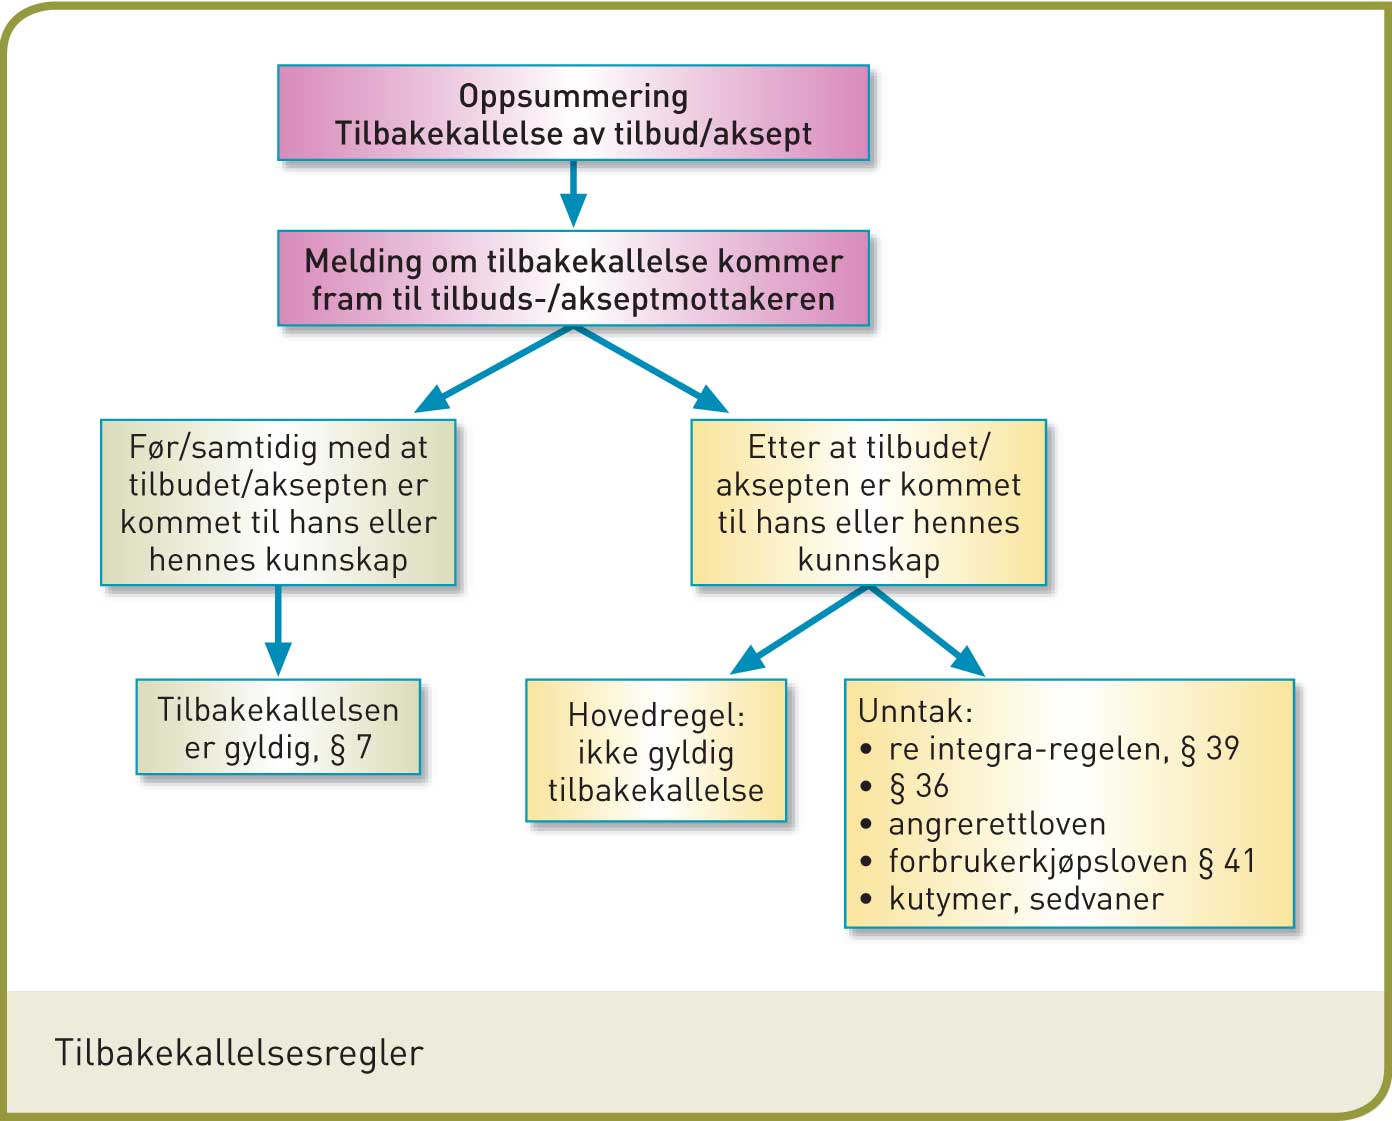 Oppsummering
Tilbakekallelse av tilbud/aksept
Melding om tilbakekallelse kommer
fram til tilbuds-/akseptmottakeren
Før/samtidig med at
tilbudet/aksepten er
kommet til hans eller
hennes kunnskap
Etter at tilbudet/
aksepten er kommet
til hans eller hennes
kunnskap
Tilbakekallelsen
er gyldig, § 7
Hovedregel:
ikke gyldig
tilbakekallelse
Unntak:
• re integra-regelen, § 39
• § 36
• angrerettloven
• forbrukerkjøpsloven § 41
• kutymer, sedvaner
Tilbakekallelsesregler